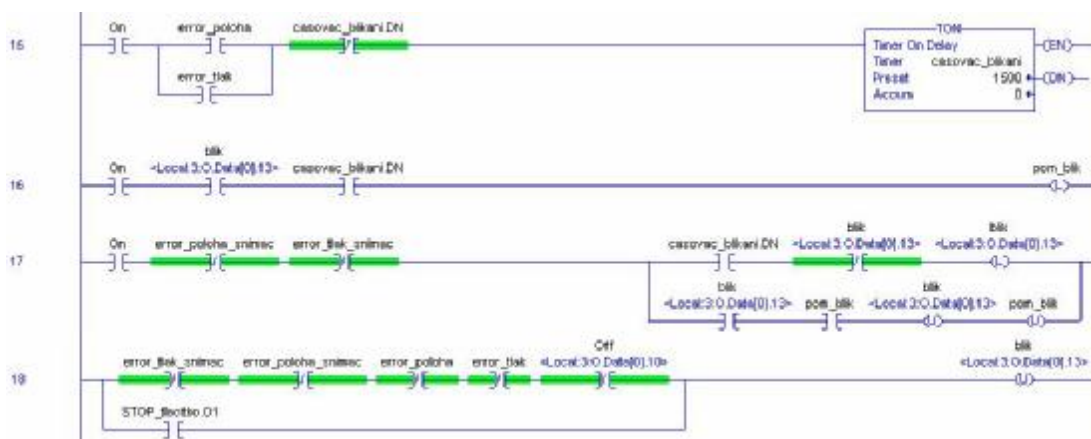 On error_poloha casovac_blikani.DN
TON
15
Timer On Delay (EN)
error_tlak
Timer casovac_blikani
Preset 1500 (DN)
Accum 0
blik
On <Local:3:O.Data[0].13> casovac_blikani.DN pom_blik
16
(L)
blik blik
On error_poloha_snimac error_tlak_snimac casovac_blikani.DN <Local:3:O.Data[0].13> <Local:3:O.Data[0].13>
17
(L)
blik blik
<Local:3:O.Data[0].13> pom_blik <Local:3:O.Data[0].13> pom_blik
(U) (U)
Off blik
error_tlak_snimac error_poloha_snimac error_poloha error_tlak <Local:3:O.Data[0].10> <Local:3:O.Data[0].13>
18
(U)
STOP_tlacitko.01